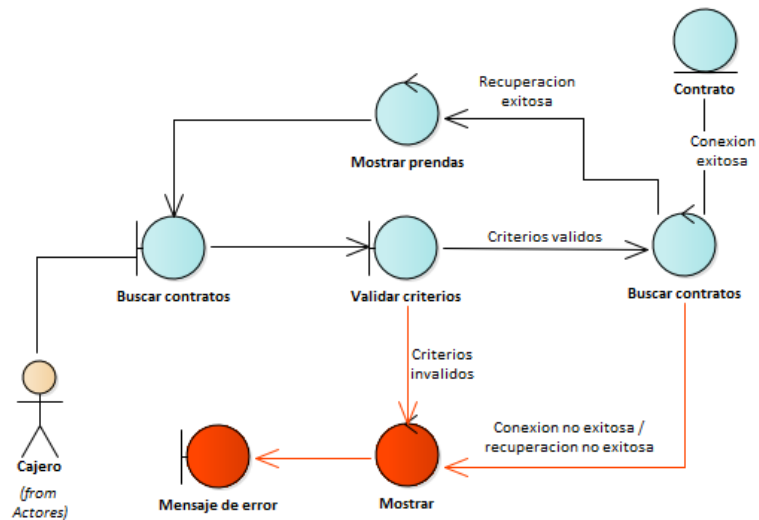 Contrato
Recuperacion
exitosa
Conexion
exitosa
Mostrar prendas
Criterios validos
Buscar contratos
Validar criterios
Buscar contratos
Criterios
invalidos
Conexion no exitosa /
recuperacion no exitosa
Cajero
(from
Actores)
Mensaje de error
Mostrar